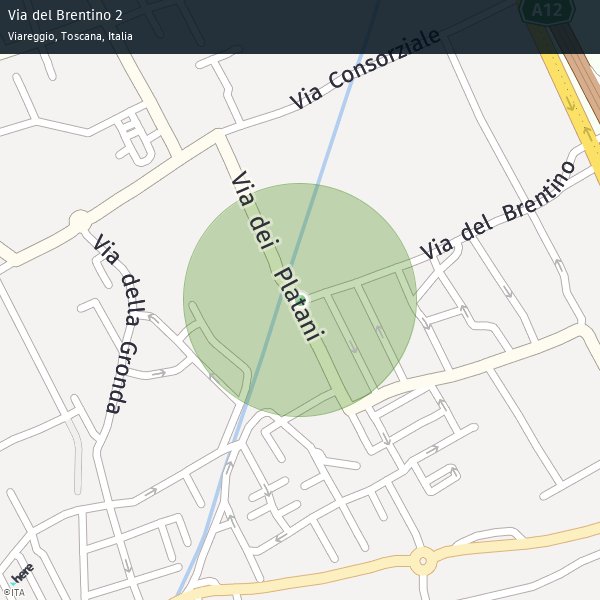 Via del Brentino 2
Viareggio, Toscana, Italia
A12
Via Consorziale
Via dei Platani
Via del Brentino
Via della Gronda
here
©ITA